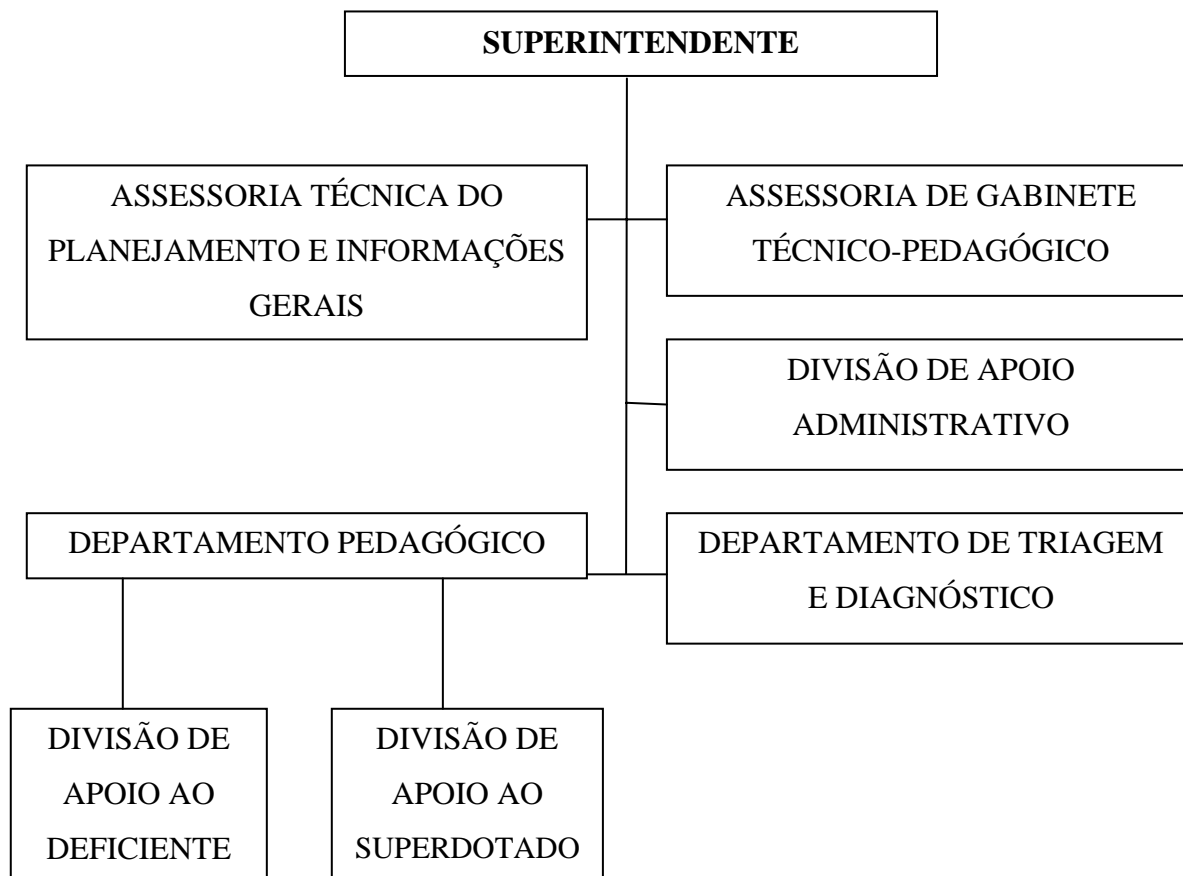 SUPERINTENDENTE
ASSESSORIA TÉCNICA DO
PLANEJAMENTO E INFORMAÇÕES
GERAIS
ASSESSORIA DE GABINETE
TÉCNICO-PEDAGÓGICO
DIVISÃO DE APOIO
ADMINISTRATIVO
DEPARTAMENTO PEDAGÓGICO
DEPARTAMENTO DE TRIAGEM
E DIAGNÓSTICO
DIVISÃO DE
APOIO AO
DEFICIENTE
DIVISÃO DE
APOIO AO
SUPERDOTADO